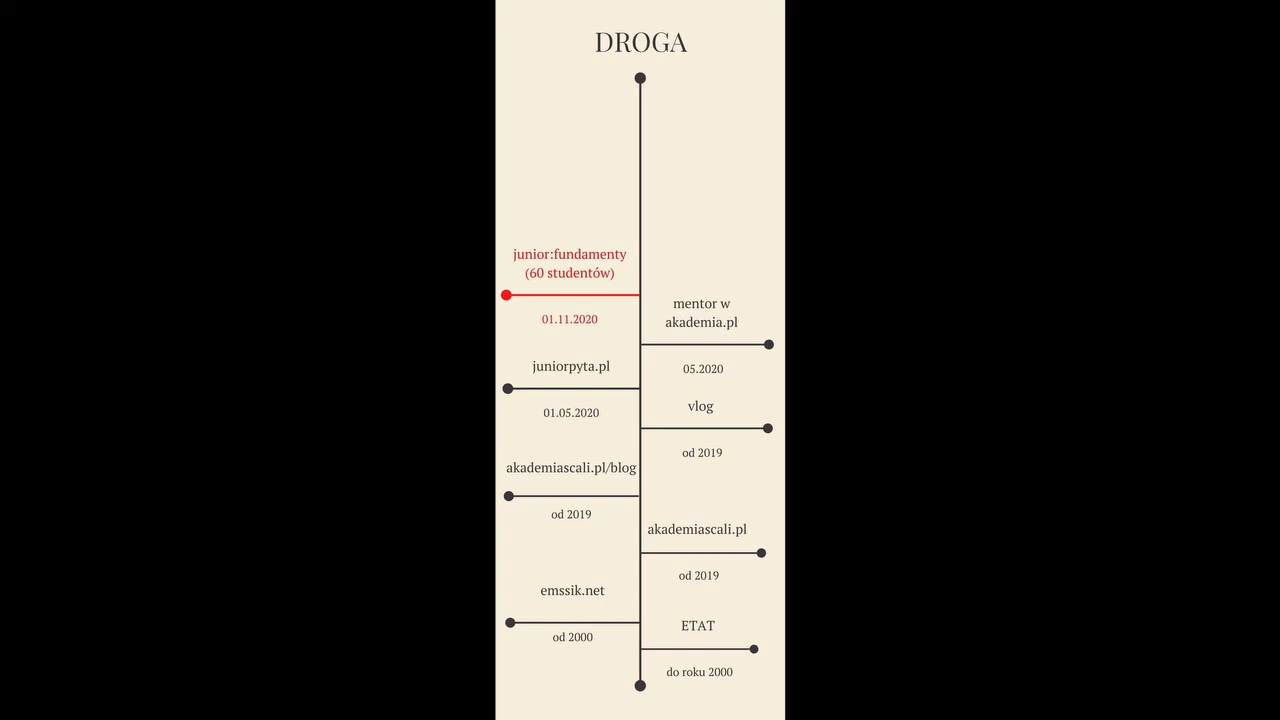 DROGA
junior:fundamenty
(60 studentów)
01.11.2020
mentor w
akademia.pl
05.2020
juniorpyta.pl
01.05.2020
vlog
od 2019
akademiascali.pl/blog
od 2019
akademiascali.pl
od 2019
emssik.net
od 2000
ETAT
do roku 2000